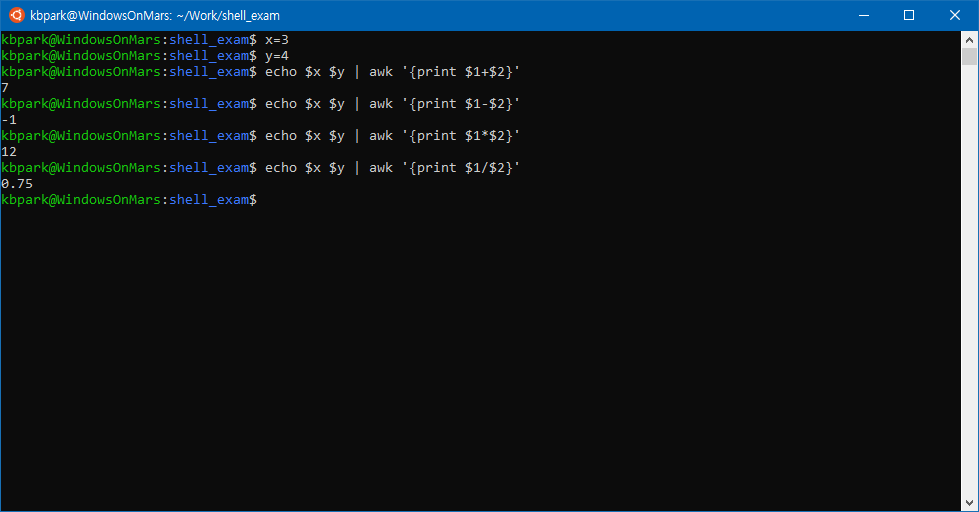 kbpark@WindowsOnMars: ~/Work/shell_exam
kbpark@WindowsOnMars:shell_exam$ x=3
kbpark@WindowsOnMars:shell_exam$ y=4
kbpark@WindowsOnMars:shell_exam$ echo $x $y | awk '{print $1+$2}'
7
kbpark@WindowsOnMars:shell_exam$ echo $x $y | awk '{print $1-$2}'
-1
kbpark@WindowsOnMars:shell_exam$ echo $x $y | awk '{print $1*$2}'
12
kbpark@WindowsOnMars:shell_exam$ echo $x $y | awk '{print $1/$2}'
0.75
kbpark@WindowsOnMars:shell_exam$